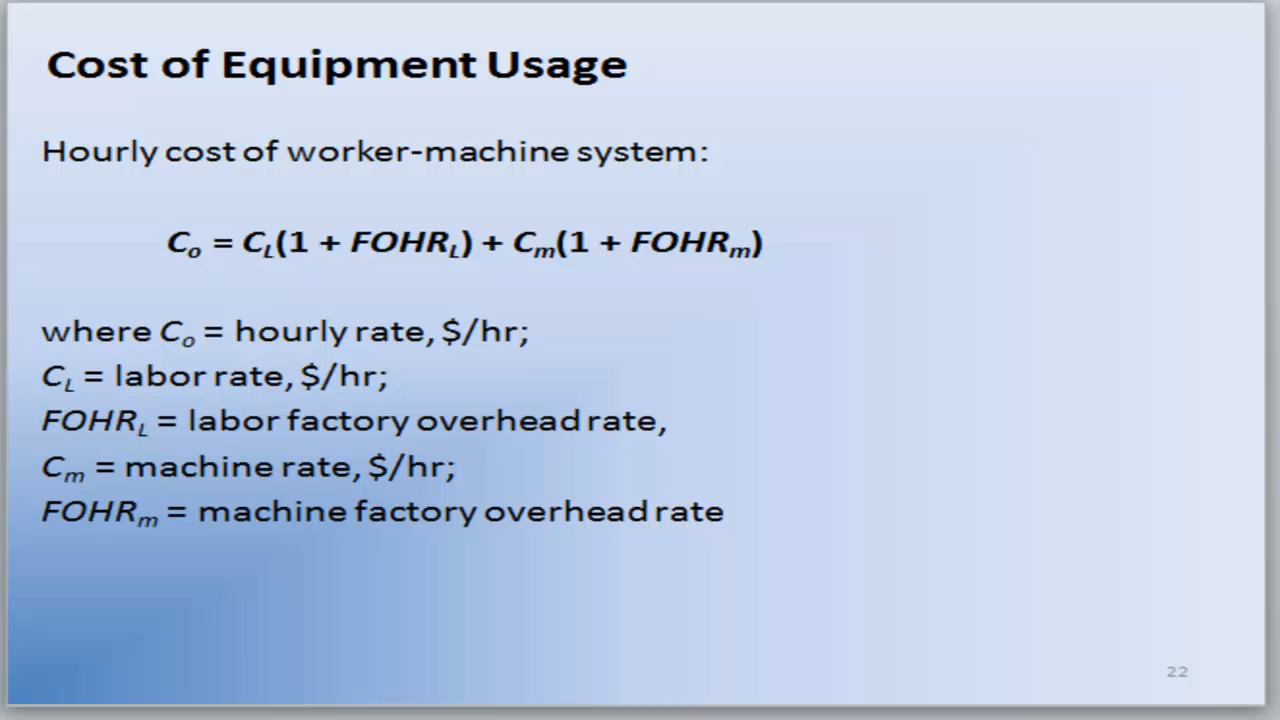 Cost of Equipment Usage
Hourly cost of worker-machine system:
Co = CL(1 + FOHRL) + Cm(1 + FOHRm)
where Co = hourly rate, $/hr;
CL = labor rate, $/hr;
FOHRL = labor factory overhead rate,
Cm = machine rate, $/hr;
FOHRm = machine factory overhead rate
22